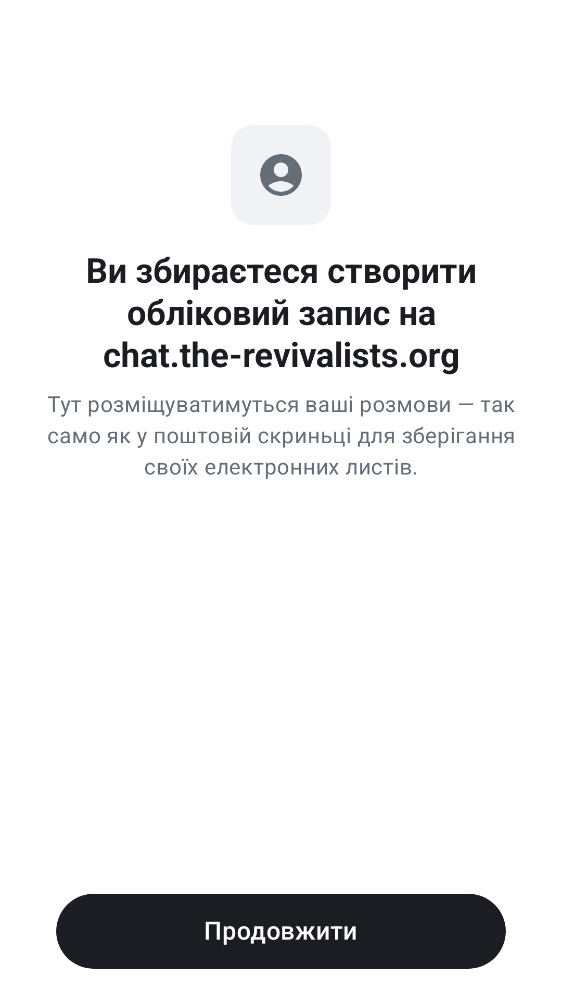 Ви збираєтеся створити
обліковий запис на
chat.the-revivalists.org
Тут розміщуватимуться ваші розмови — так
само як у поштовій скриньці для зберігання
своїх електронних листів.
Продовжити